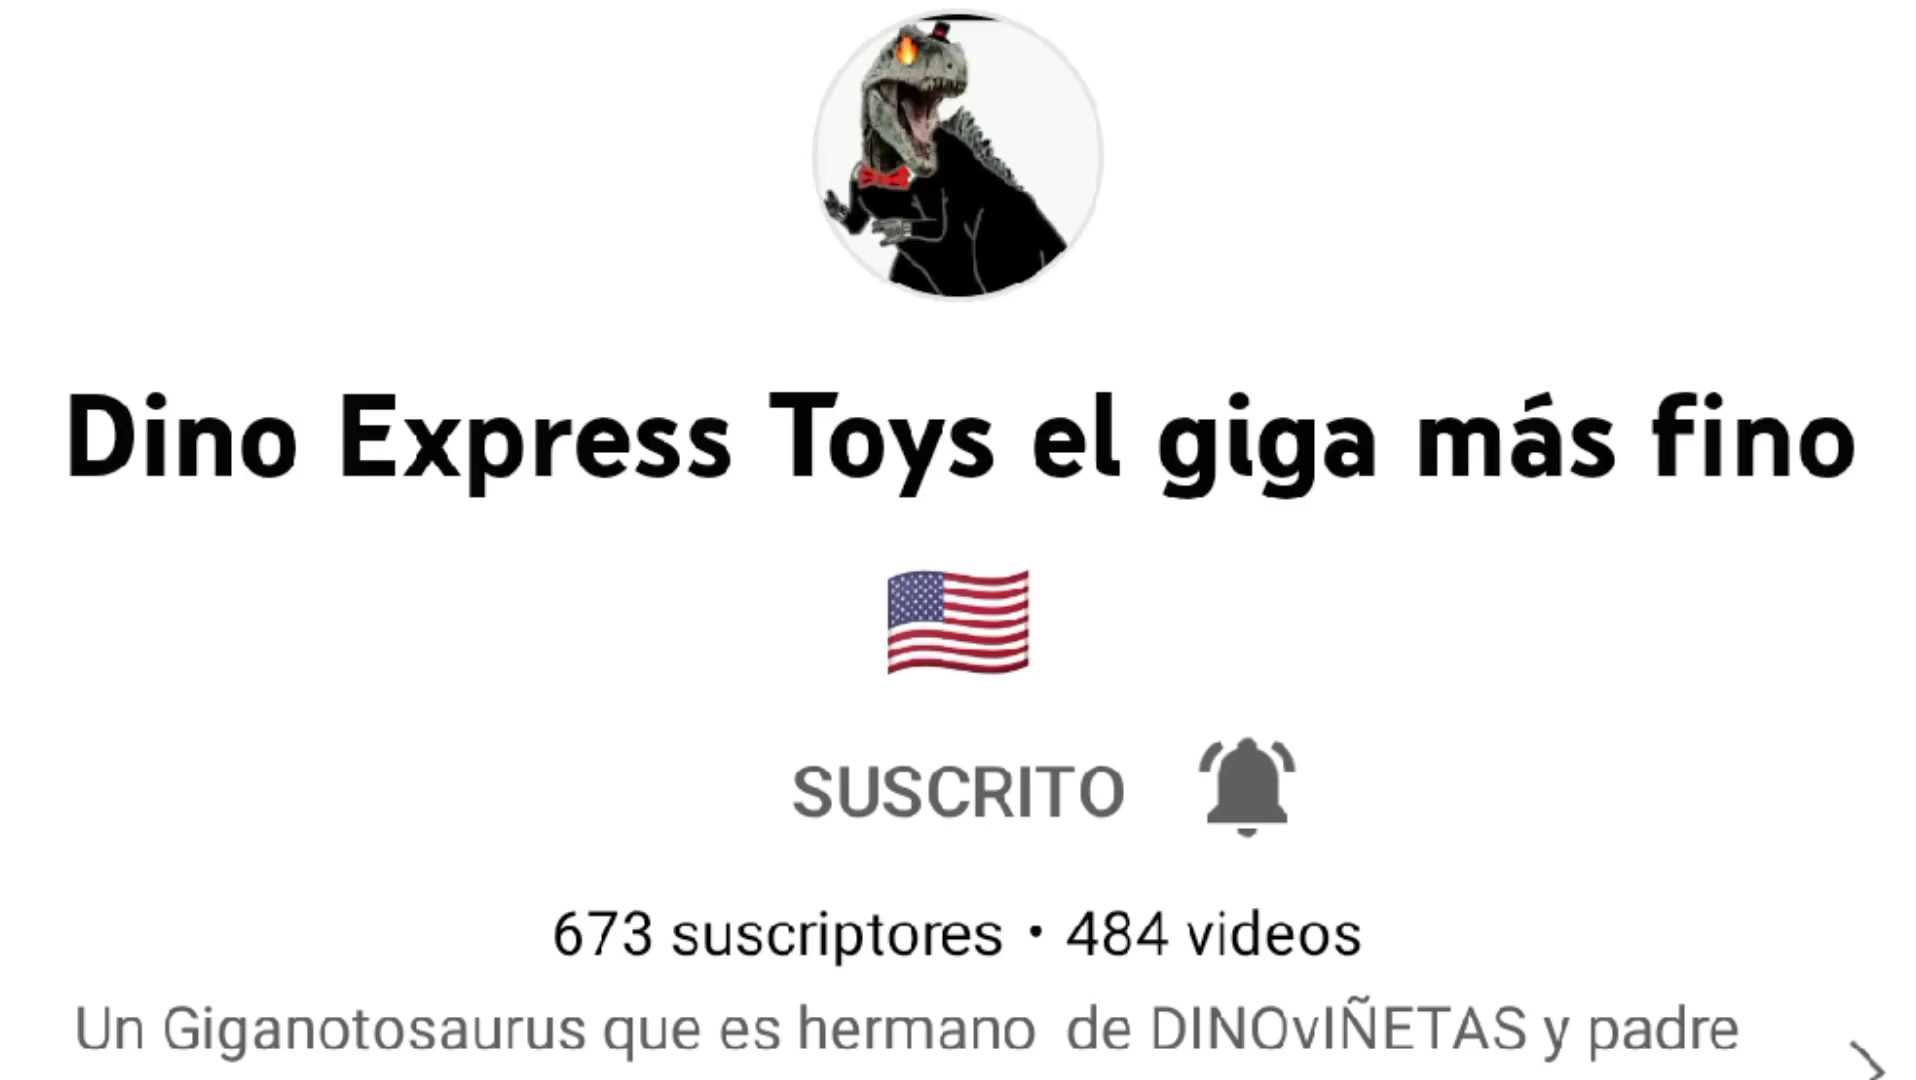 Dino Express Toys el giga más fino
🇺🇸
SUSCRITO
673 suscriptores • 484 videos
Un Giganotosaurus que es hermano de DINOvIÑETAS y padre